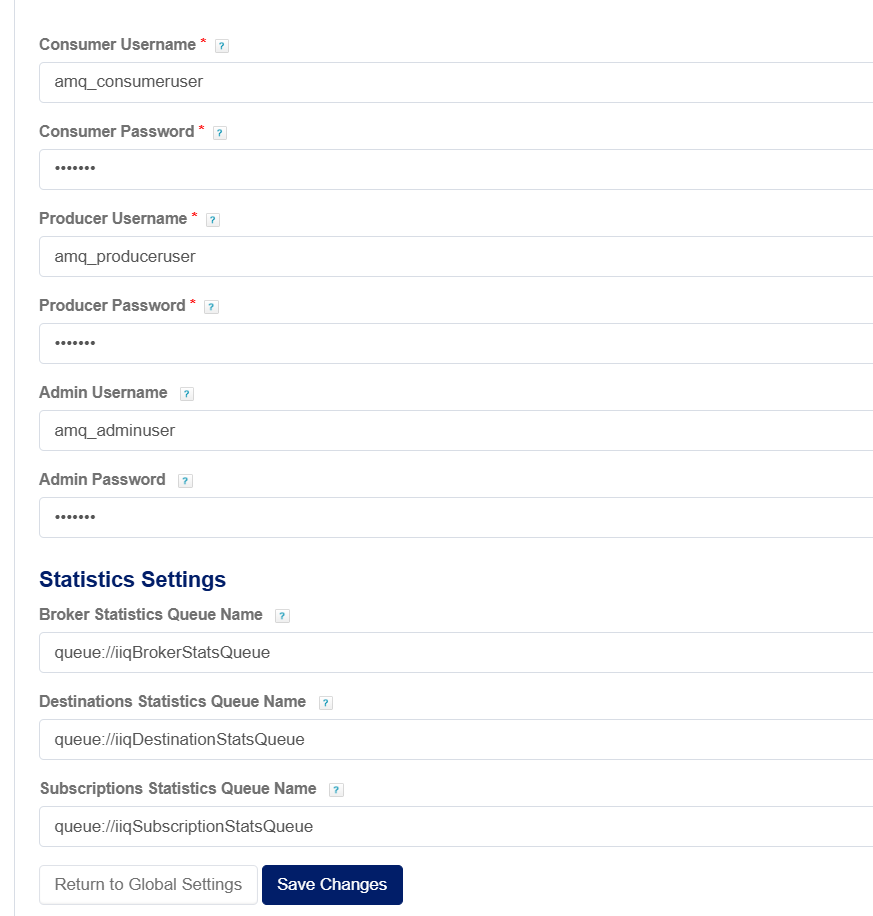 Consumer Username * ?
amq_consumeruser
Consumer Password * ?
•••••••
Producer Username * ?
amq_produceruser
Producer Password * ?
•••••••
Admin Username ?
amq_adminuser
Admin Password ?
•••••••
Statistics Settings
Broker Statistics Queue Name ?
queue://iiqBrokerStatsQueue
Destinations Statistics Queue Name ?
queue://iiqDestinationStatsQueue
Subscriptions Statistics Queue Name ?
queue://iiqSubscriptionStatsQueue
Return to Global Settings Save Changes